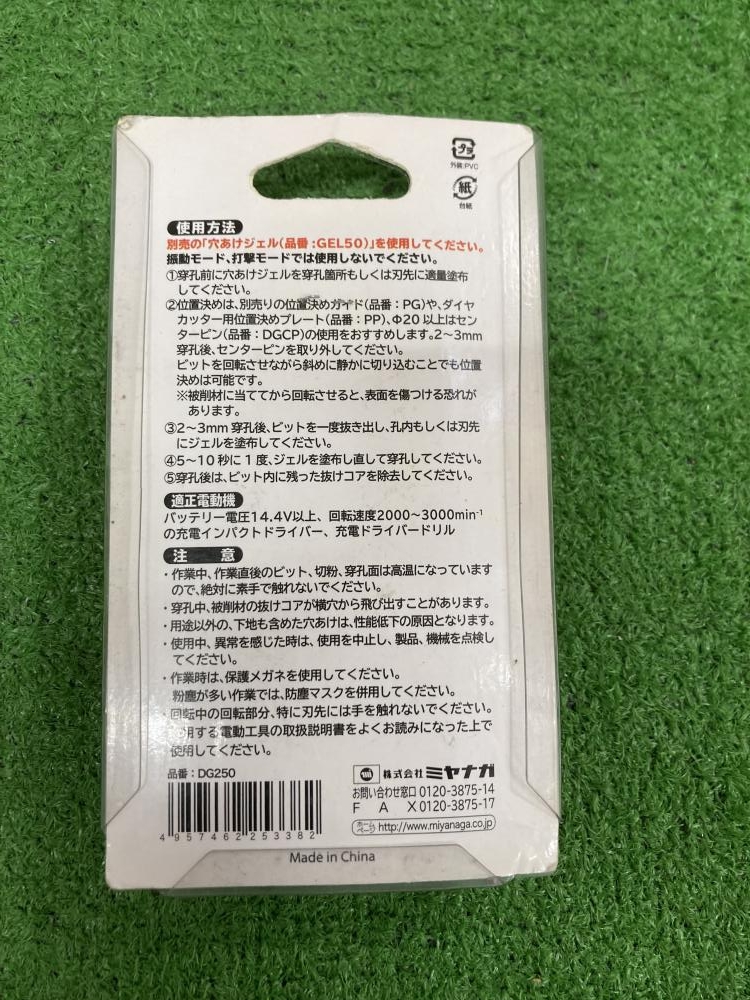 プラ
外装:PVC
紙
台紙
使用方法
別売の「穴あけジェル(品番:GEL50)」を使用してください。
振動モード、打撃モードでは使用しないでください。
①穿孔前に穴あけジェルを穿孔箇所もしくは刃先に適量塗布
してください。
②位置決めは、別売りの位置決めガイド(品番:PG)や、ダイヤ
カッター用位置決めプレート(品番:PP)、Φ20以上はセン
ターピン(品番:DGCP)の使用をおすすめします。2〜3mm
穿孔後、センターピンを取り外してください。
ビットを回転させながら斜めに静かに切り込むことでも位置
決めは可能です。
※被削材に当ててから回転させると、表面を傷つける恐れが
あります。
③2〜3mm穿孔後、ビットを一度抜き出し、孔内もしくは刃先
にジェルを塗布してください。
④5〜10秒に1度、ジェルを塗布し直して穿孔してください。
⑤穿孔後は、ビット内に残った抜けコアを除去してください。
適正電動機
バッテリー電圧14.4V以上、回転速度2000〜3000min⁻¹
の充電インパクトドライバー、充電ドライバードリル
注 意
・作業中、作業直後のビット、切粉、穿孔面は高温になっています
ので、絶対に素手で触れないでください。
・穿孔中、被削材の抜けコアが横穴から飛び出すことがあります。
・用途以外の、下地も含めた穴あけは、性能低下の原因となります。
・使用中、異常を感じた時は、使用を中止し、製品、機械を点検し
てください。
・作業時は、保護メガネを使用してください。
粉塵が多い作業では、防塵マスクを併用してください。
・回転中の回転部分、特に刃先には手を触れないでください。
用する電動工具の取扱説明書をよくお読みになった上で
使用してください。
品番:DG250
4957462253382
株式会社ミヤナガ
お問い合わせ窓口 0120-3875-14
FAX 0120-3875-17
ホームページ http://www.miyanaga.co.jp
Made in China